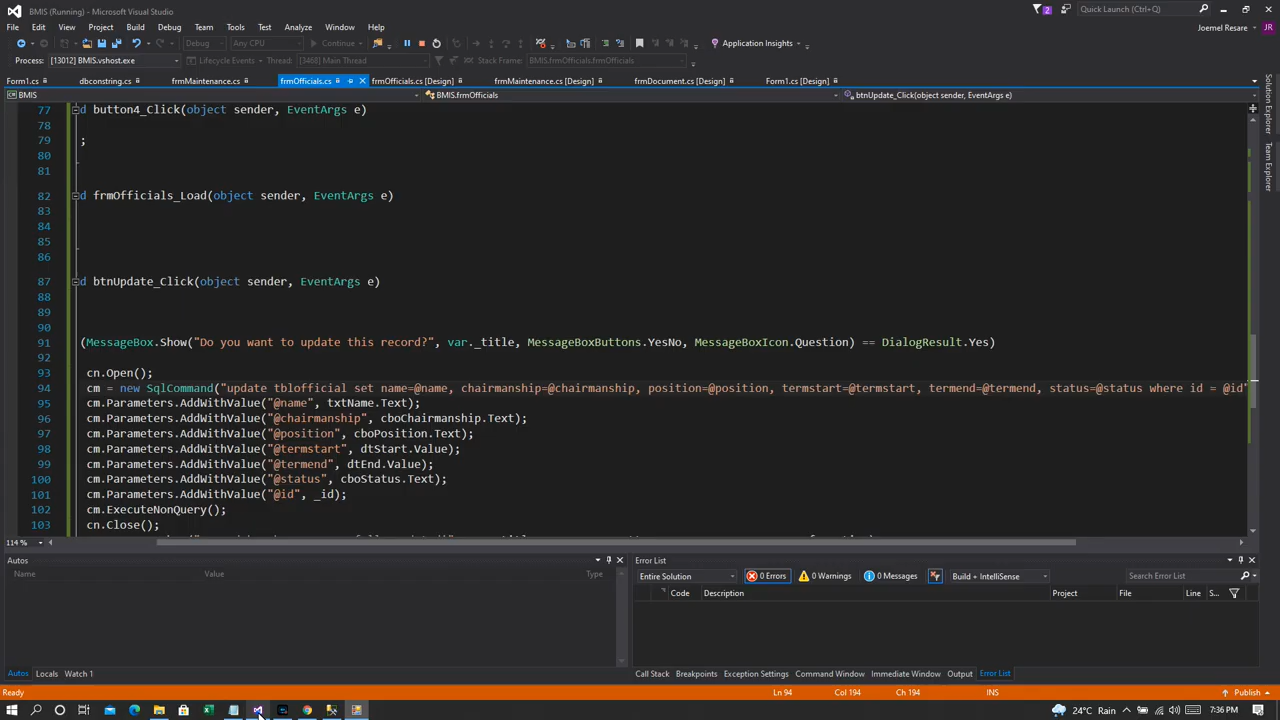 BMIS (Running) - Microsoft Visual Studio
2
Quick Launch (Ctrl+Q)
File Edit View Project Build Debug Team Tools Test Analyze Window Help
Joemel Resare JR
Debug Any CPU Continue Application Insights
Process: [13012] BMIS.vshost.exe Lifecycle Events Thread: [3468] Main Thread Stack Frame: BMIS.frmOfficials.frmOfficials
Form1.cs dbconstring.cs frmMaintenance.cs frmOfficials.cs frmOfficials.cs [Design] frmMaintenance.cs [Design] frmDocument.cs [Design] Form1.cs [Design]
BMIS BMIS.frmOfficials btnUpdate_Click(object sender, EventArgs e)
Solution Explorer
Team Explorer
77 d button4_Click(object sender, EventArgs e)
78
79 ;
80
81
82 d frmOfficials_Load(object sender, EventArgs e)
83
84
85
86
87 d btnUpdate_Click(object sender, EventArgs e)
88
89
90
91 (MessageBox.Show("Do you want to update this record?", var._title, MessageBoxButtons.YesNo, MessageBoxIcon.Question) == DialogResult.Yes)
92
93 cn.Open();
94 cm = new SqlCommand("update tblofficial set name=@name, chairmanship=@chairmanship, position=@position, termstart=@termstart, termend=@termend, status=@status where id = @id"
95 cm.Parameters.AddWithValue("@name", txtName.Text);
96 cm.Parameters.AddWithValue("@chairmanship", cboChairmanship.Text);
97 cm.Parameters.AddWithValue("@position", cboPosition.Text);
98 cm.Parameters.AddWithValue("@termstart", dtStart.Value);
99 cm.Parameters.AddWithValue("@termend", dtEnd.Value);
100 cm.Parameters.AddWithValue("@status", cboStatus.Text);
101 cm.Parameters.AddWithValue("@id", _id);
102 cm.ExecuteNonQuery();
103 cn.Close();
114 %
Autos
Name Value Type
Error List
Entire Solution 0 Errors 0 Warnings 0 Messages Build + IntelliSense Search Error List
Code Description Project File Line S...
Autos Locals Watch 1
Call Stack Breakpoints Exception Settings Command Window Immediate Window Output Error List
Ready Ln 94 Col 194 Ch 194 INS Publish
24°C Rain 7:36 PM